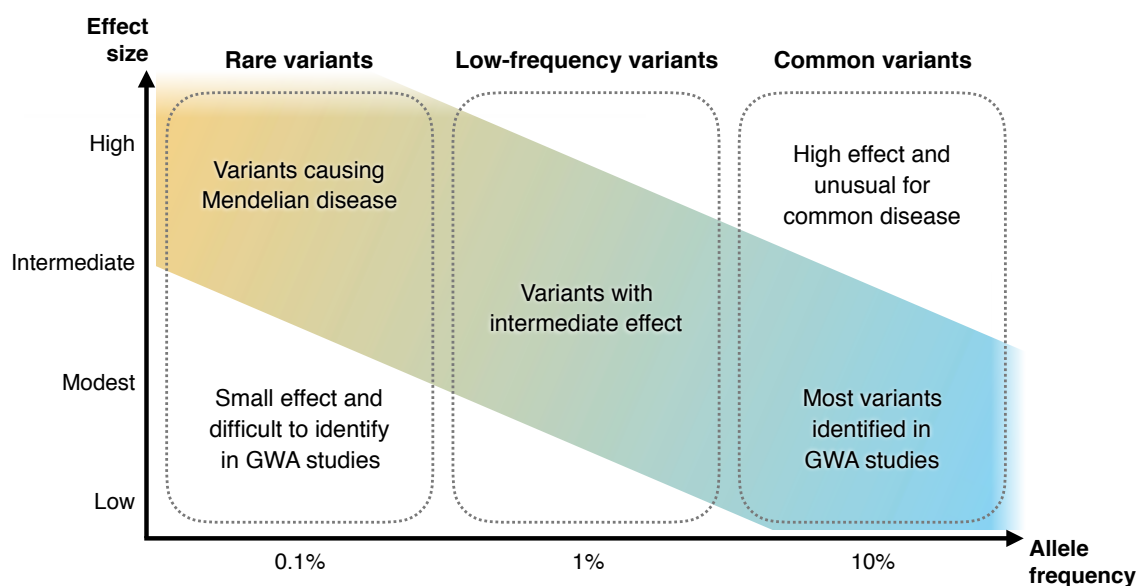 Effect
size
Rare variants
Low-frequency variants
Common variants
High
Variants causing
Mendelian disease
High effect and
unusual for
common disease
Intermediate
Variants with
intermediate effect
Modest
Small effect and
difficult to identify
in GWA studies
Most variants
identified in
GWA studies
Low
0.1%
1%
10%
Allele
frequency